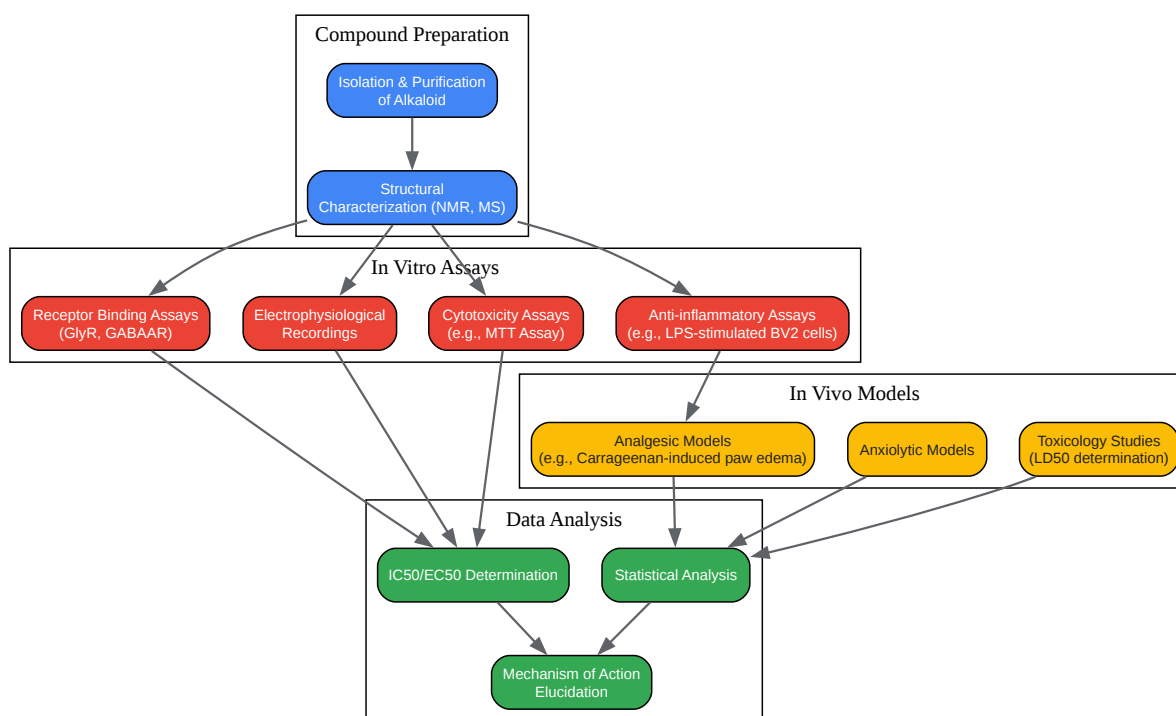 Compound Preparation
Isolation & Purification
of Alkaloid
Structural
Characterization (NMR, MS)
In Vitro Assays
Receptor Binding Assays
(GlyR, GABAAR)
Electrophysiological
Recordings
Cytotoxicity Assays
(e.g., MTT Assay)
Anti-inflammatory Assays
(e.g., LPS-stimulated BV2 cells)
In Vivo Models
Analgesic Models
(e.g., Carrageenan-induced paw edema)
Anxiolytic Models
Toxicology Studies
(LD50 determination)
Data Analysis
IC50/EC50 Determination
Statistical Analysis
Mechanism of Action
Elucidation